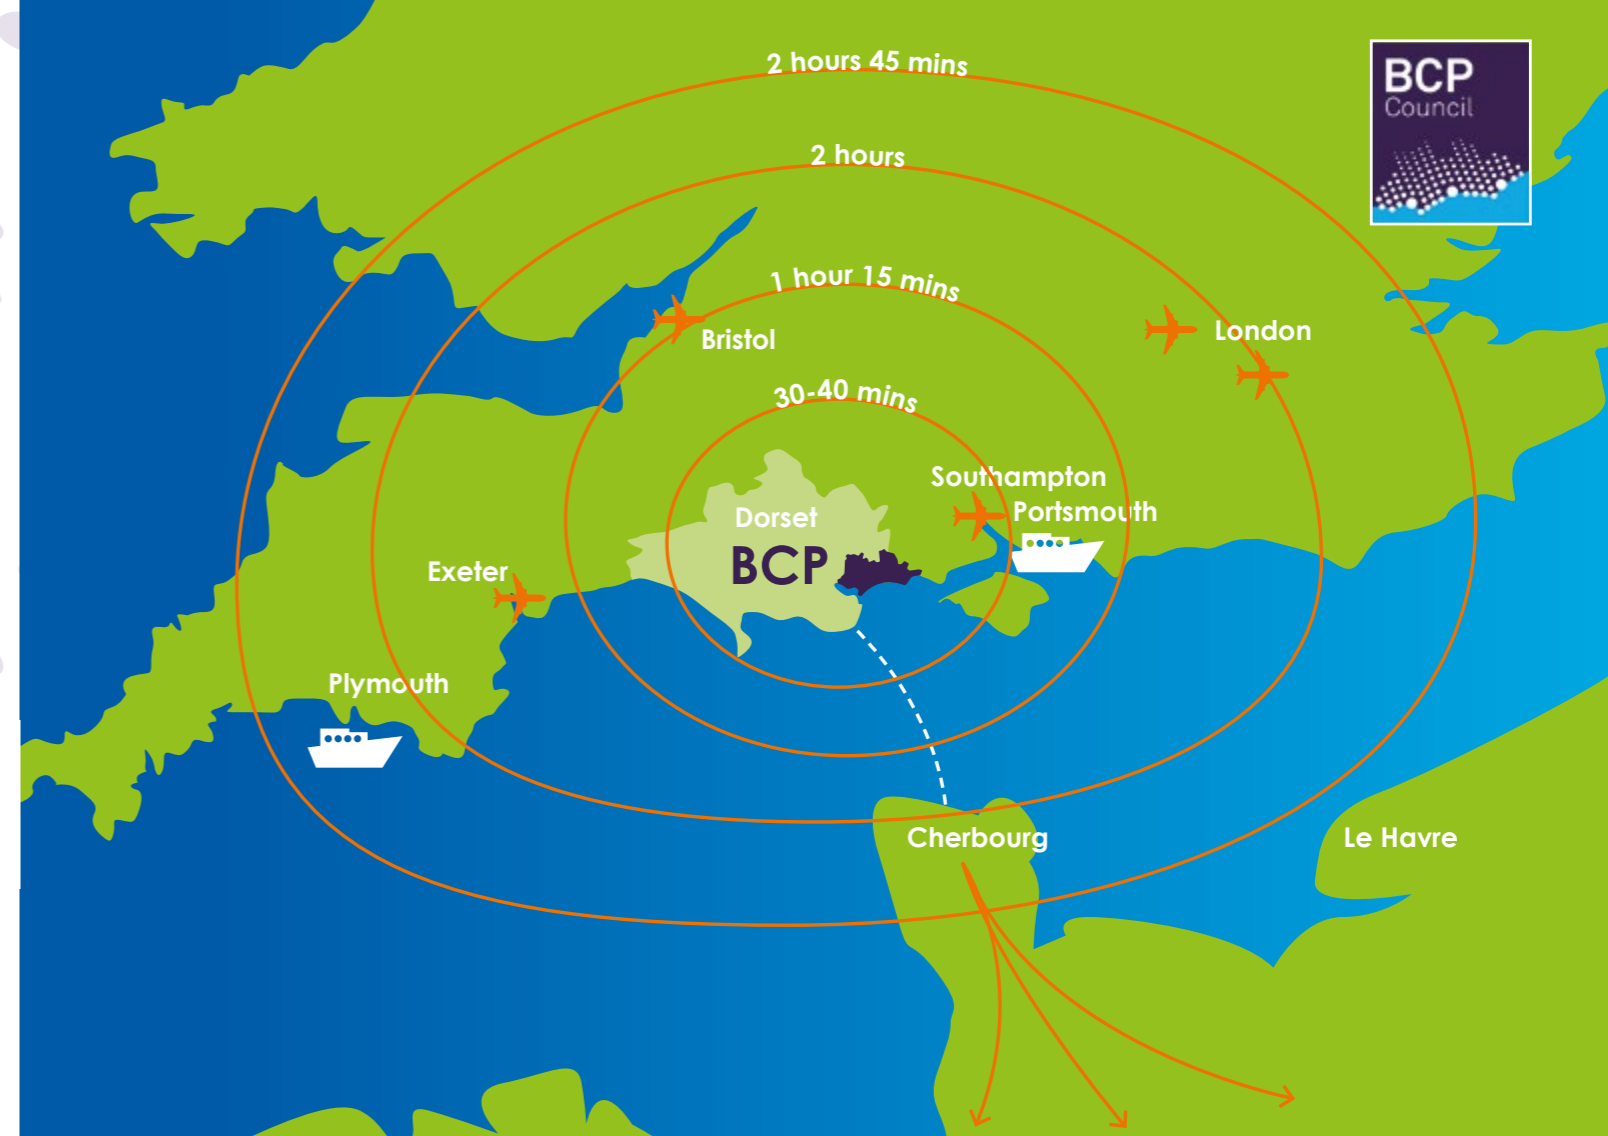 2 hours 45 mins
BCP
Council
2 hours
1 hour 15 mins
Bristol
London
30-40 mins
Southampton
Portsmouth
Dorset
BCP
Exeter
Plymouth
Cherbourg
Le Havre